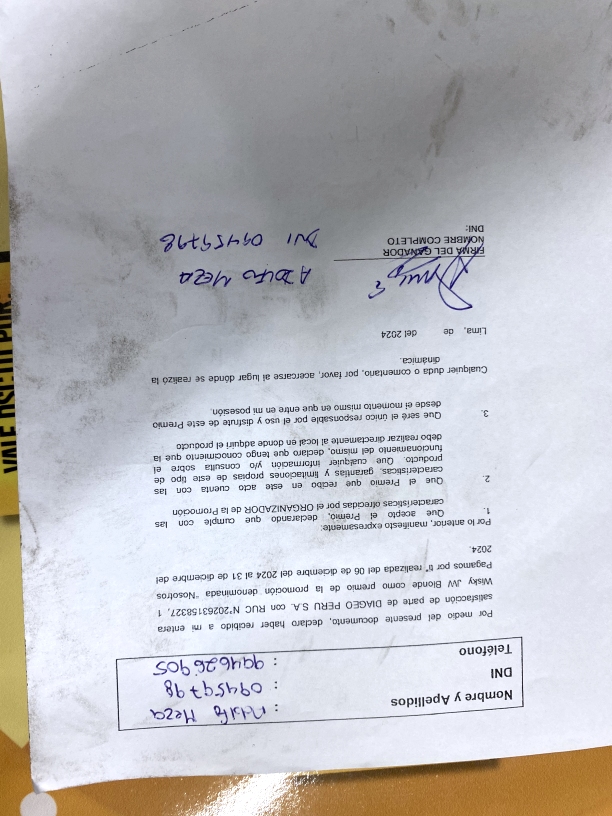 Nombre y Apellidos : Adolfo Meza
DNI : 09459798
Teléfono : 994626905
Por medio del presente documento, declaro haber recibido a mi entera
satisfacción de parte de DIAGEO PERU S.A. con RUC N°20263158327, 1
Wisky JW Blonde como premio de la promoción denominada "Nosotros
Pagamos por ti" realizada del 06 de diciembre del 2024 al 31 de diciembre del
2024.
Por lo anterior, manifiesto expresamente:
1. Que acepto el Premio, declarando que cumple con las
características ofrecidas por el ORGANIZADOR de la Promoción
2. Que el Premio que recibo en este acto cuenta con las
características, garantías y limitaciones propias de este tipo de
producto. Que cualquier información y/o consulta sobre el
funcionamiento del mismo, declaro que tengo conocimiento que la
debo realizar directamente al local en donde adquirí el producto
3. Que seré el único responsable por el uso y disfrute de este Premio
desde el momento mismo en que entre en mi posesión.
Cualquier duda o comentario, por favor, acercarse al lugar dónde se realizó la
dinámica.
Lima, de del 2024
FIRMA DEL GANADOR
NOMBRE COMPLETO
DNI:
ADOLFO MEZA
DNI 09459798